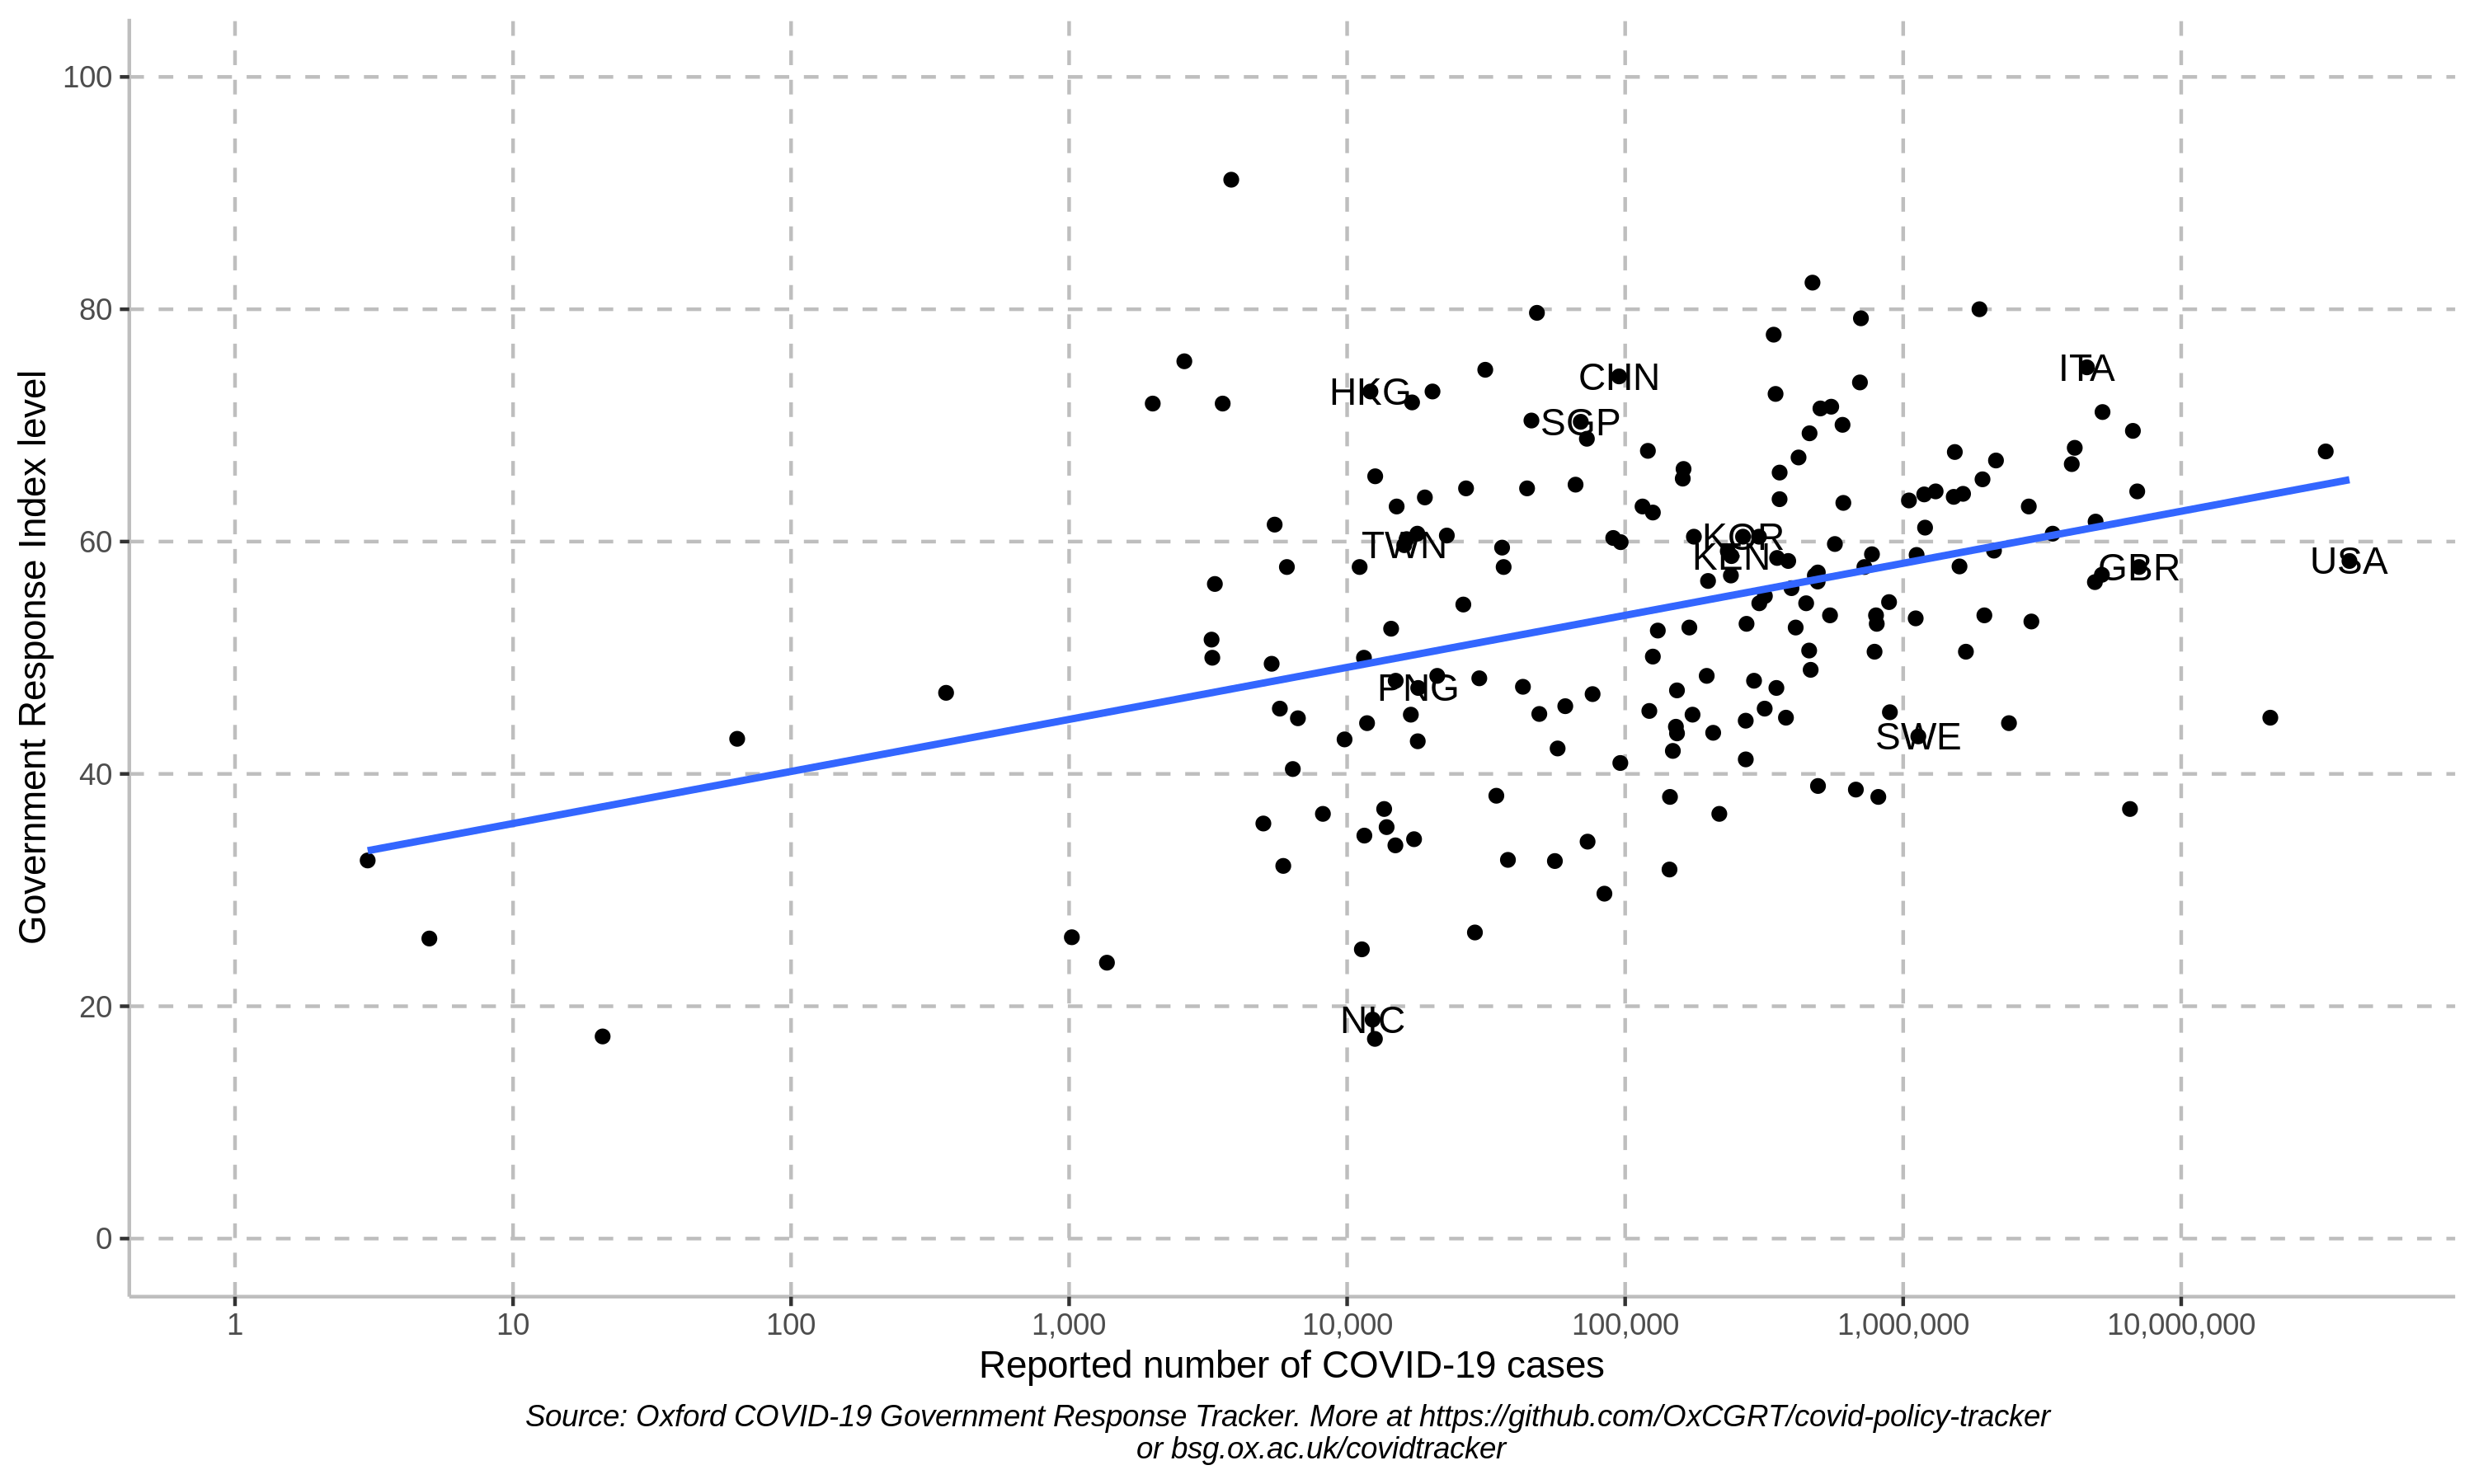 Government Response Index level
100
80
60
40
20
0
ITA
CHN
HKG
SGP
KOR
TWN
KEN
USA
GBR
PNG
SWE
NIC
1 10 100 1,000 10,000 100,000 1,000,000 10,000,000
Reported number of COVID-19 cases
Source: Oxford COVID-19 Government Response Tracker. More at https://github.com/OxCGRT/covid-policy-tracker
or bsg.ox.ac.uk/covidtracker